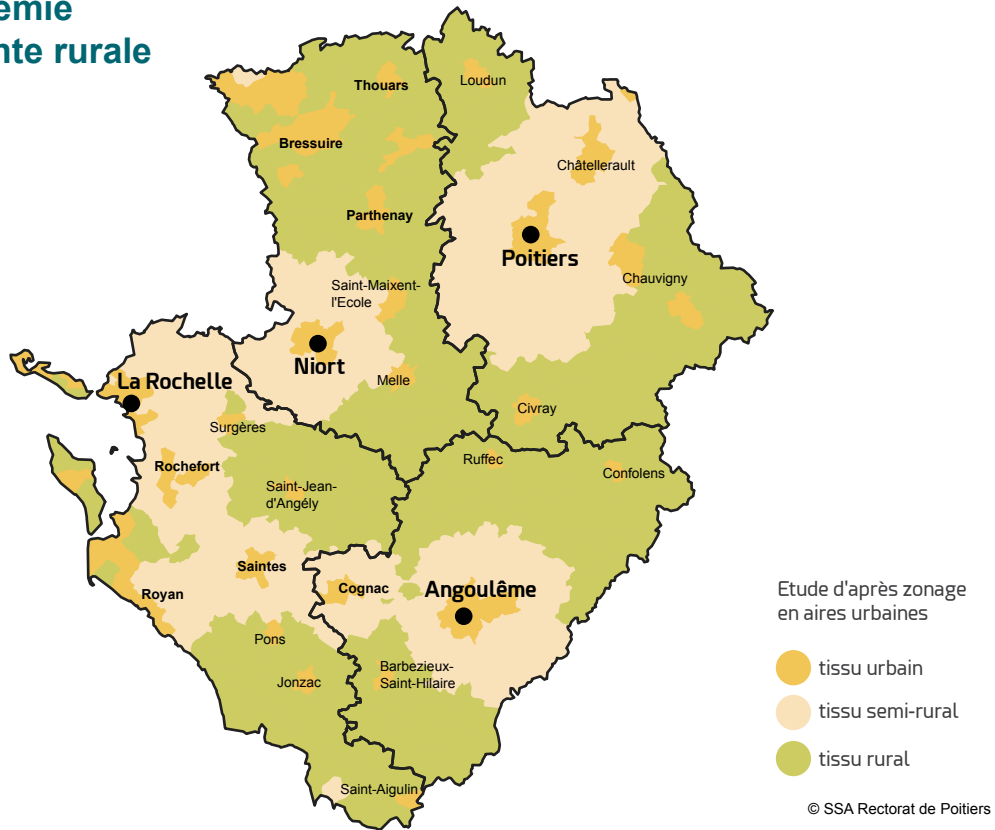 émie
nte rurale
Thouars
Loudun
Bressuire
Châtellerault
Parthenay
Poitiers
Chauvigny
Saint-Maixent-
l'Ecole
Niort
La Rochelle
Melle
Civray
Surgères
Ruffec
Rochefort
Confolens
Saint-Jean-
d'Angély
Saintes
Cognac
Angoulême
Royan
Pons
Barbezieux-
Saint-Hilaire
Jonzac
Saint-Aigulin
Etude d'après zonage
en aires urbaines
tissu urbain
tissu semi-rural
tissu rural
© SSA Rectorat de Poitiers